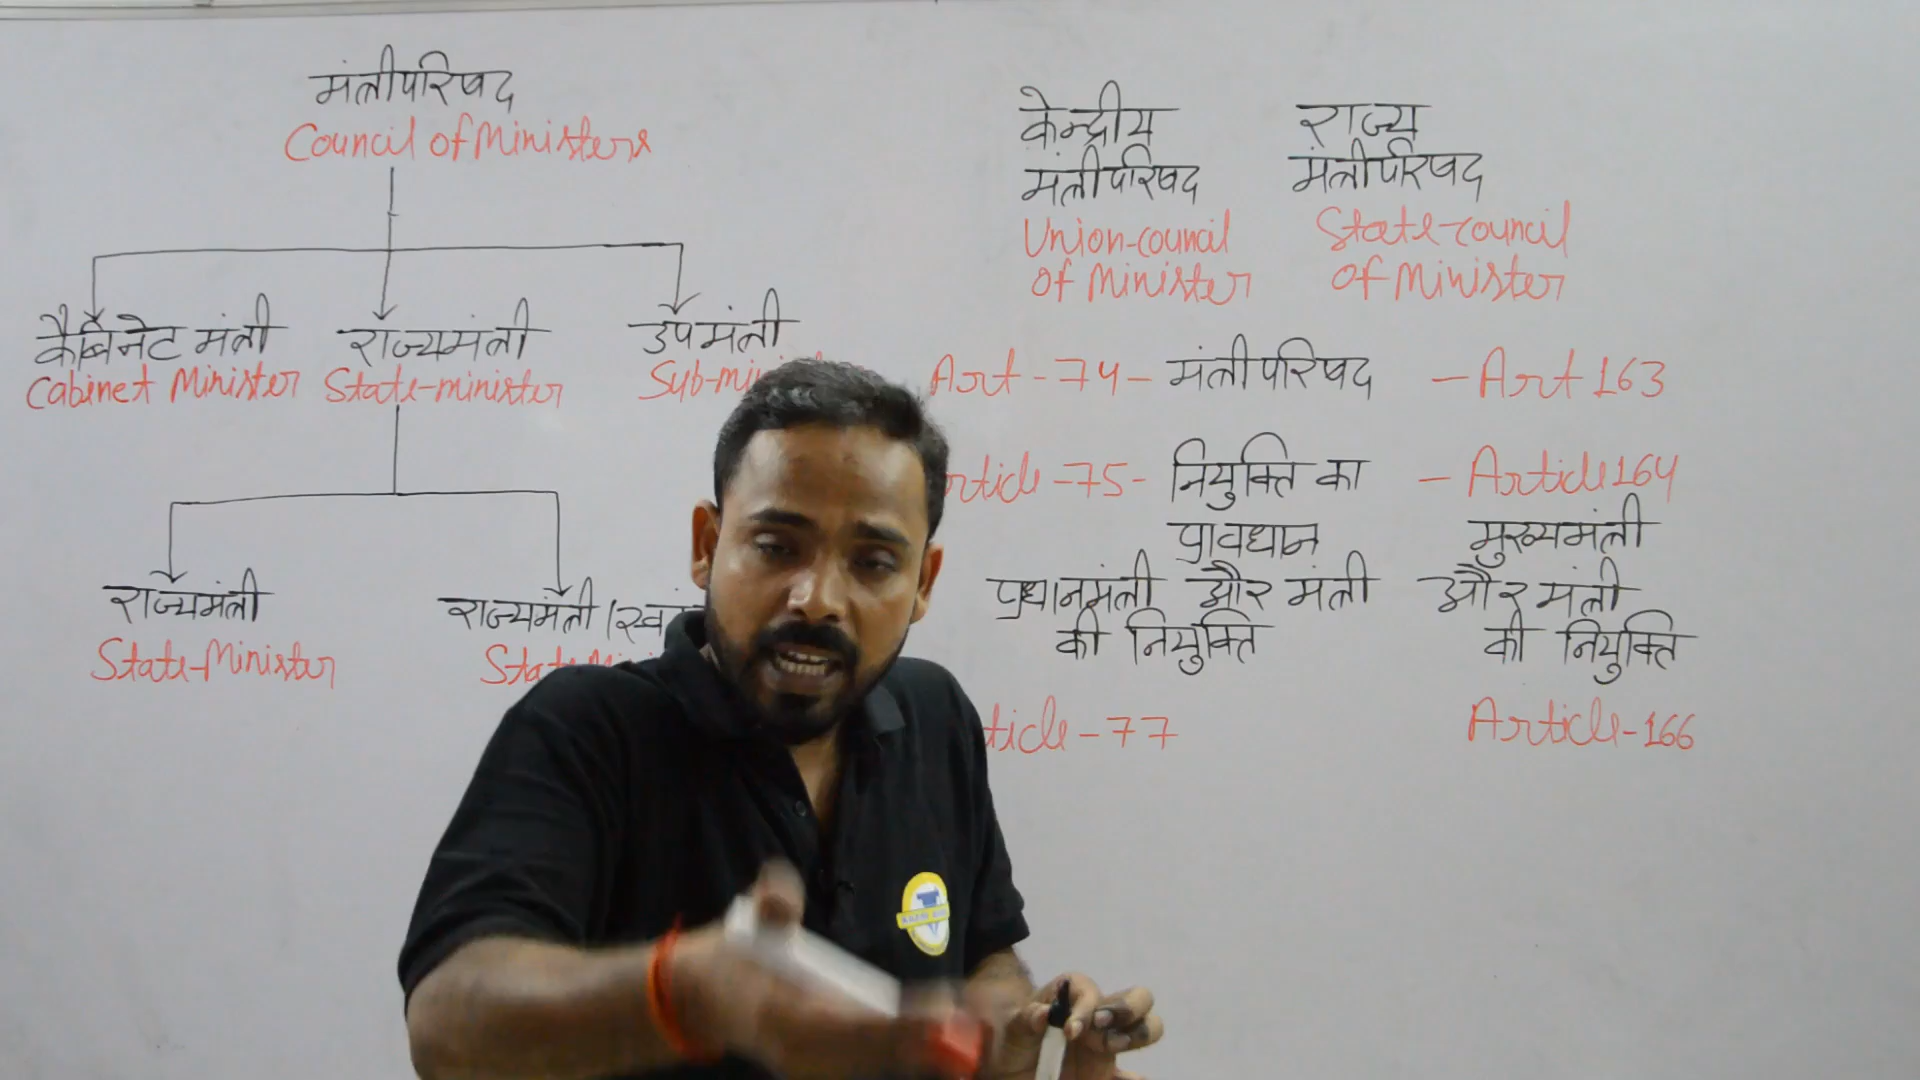 मंत्रीपरिषद
Council of Ministers
कैबिनेट मंत्री
Cabinet Minister
राज्यमंत्री
State-minister
उपमंत्री
राज्यमंत्री
State-Minister
राज्यमंत्री
केन्द्रीय
मंत्रीपरिषद
Union-council
of Minister
राज्य
मंत्रीपरिषद
State-council
of Minister
Art-74- मंत्रीपरिषद -Art 163
-75- नियुक्ति का - Article 164
प्रावधान
मुख्यमंत्री
प्रधानमंत्री और मंत्री
की नियुक्ति
और मंत्री
की नियुक्ति
-77
Article-166